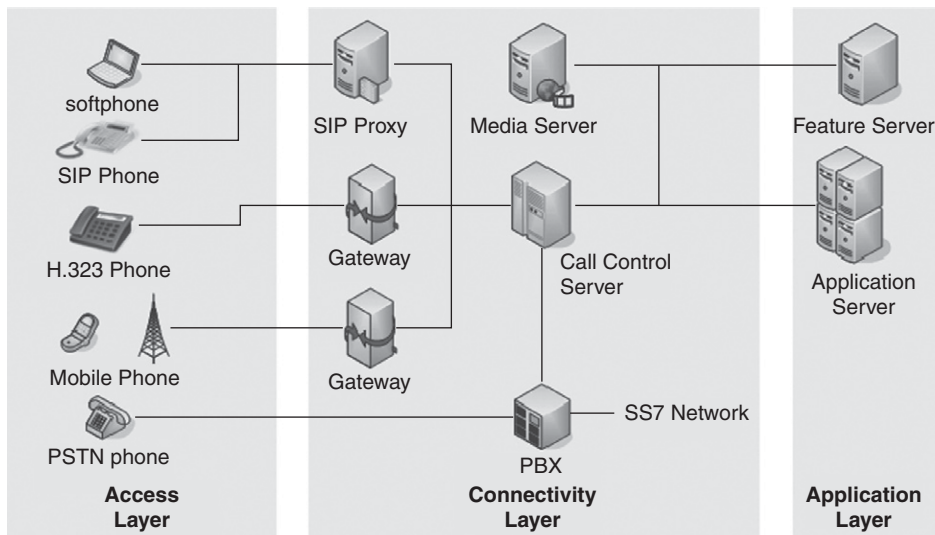 softphone
SIP Phone
H.323 Phone
Mobile Phone
PSTN phone
Access
Layer
SIP Proxy
Media Server
Gateway
Call Control
Server
Gateway
SS7 Network
PBX
Connectivity
Layer
Feature Server
Application
Server
Application
Layer